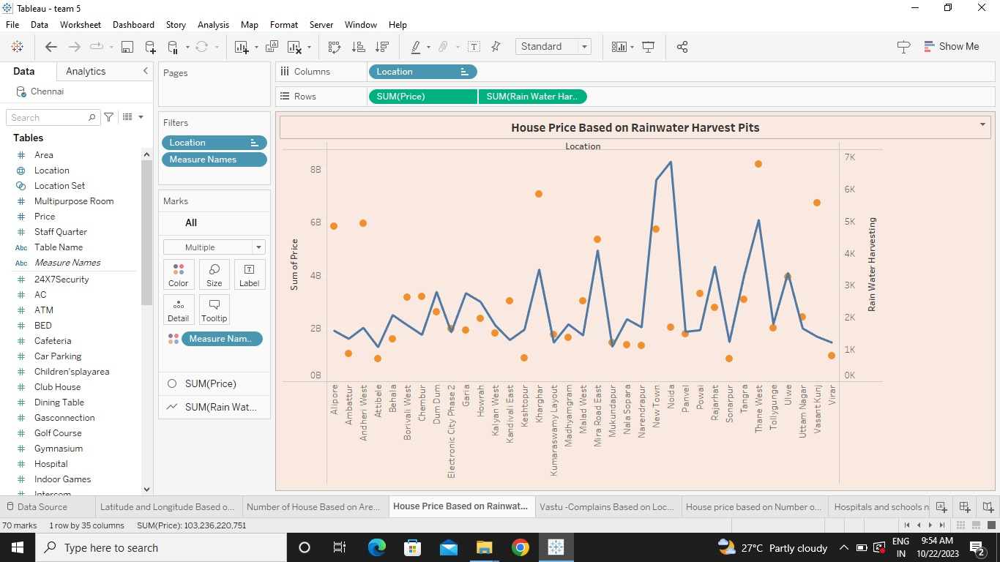 Tableau - team 5
File Data Worksheet Dashboard Story Analysis Map Format Server Window Help
Standard
Show Me
Data Analytics
Chennai
Search
Tables
Area
Location
Location Set
Multipurpose Room
Price
Staff Quarter
Abc Table Name
Abc Measure Names
24X7Security
AC
ATM
BED
Cafeteria
Car Parking
Children'splayarea
Club House
Dining Table
Gasconnection
Golf Course
Gymnasium
Hospital
Indoor Games
Intercom
Pages
Filters
Location
Measure Names
Marks
All
Multiple
Color Size Label
Detail Tooltip
Measure Nam..
SUM(Price)
SUM(Rain Wat...
Columns Location
Rows SUM(Price) SUM(Rain Water Har..
House Price Based on Rainwater Harvest Pits
Location
Sum of Price
8B
6B
4B
2B
0B
7K
6K
5K
4K
3K
2K
1K
0K
Rain Water Harvesting
Alipore
Ambattur
Andheri West
Attibele
Behala
Borivali West
Chembur
Dum Dum
Electronic City Phase 2
Garia
Howrah
Kalyan West
Kandivali East
Keshtopur
Kharghar
Kumaraswamy Layout
Madhyamgram
Malad West
Mira Road East
Mukundapur
Nala Sopara
Narendrapur
New Town
Noida
Panvel
Powai
Rajarhat
Sonarpur
Tangra
Thane West
Tollygunge
Ulwe
Uttam Nagar
Vasant Kunj
Virar
Data Source Latitude and Longitude Based o... Number of House Based on Are... House Price Based on Rainwat... Vastu -Complains Based on Loc... House price based on Number o... Hospitals and schools n
70 marks 1 row by 35 columns SUM(Price): 103,236,220,751
Type here to search
27°C Partly cloudy
ENG
IN
9:54 AM
10/22/2023
2